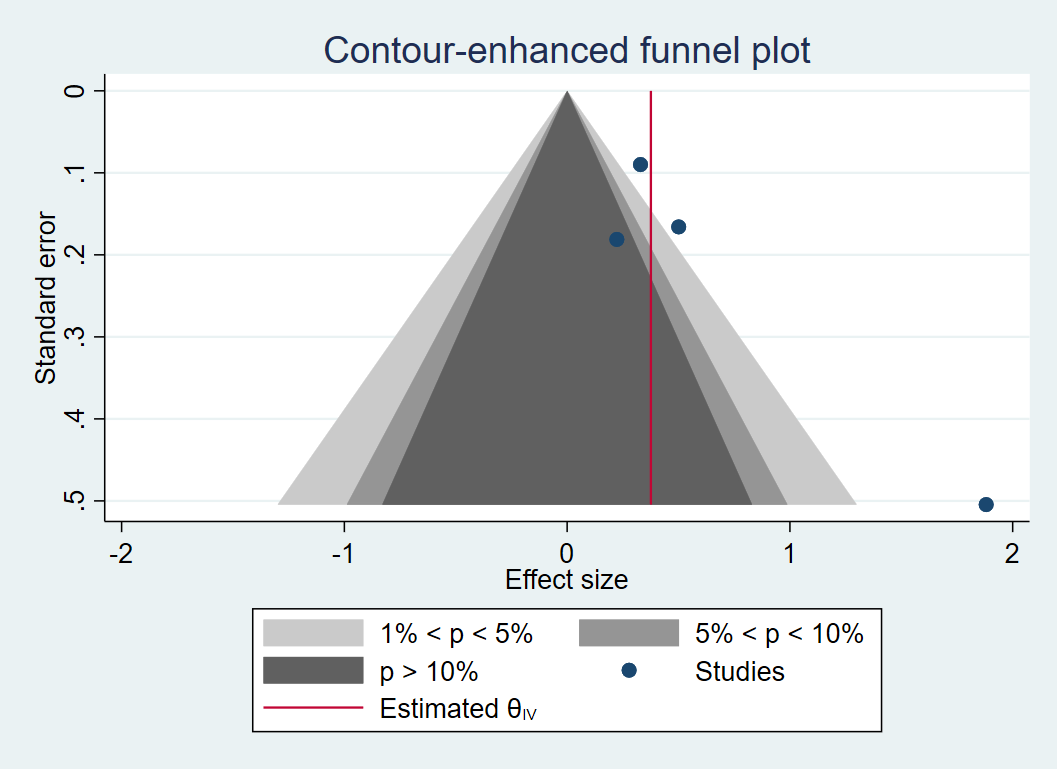 Contour-enhanced funnel plot
Standard error
0
.1
.2
.3
.4
.5
-2 -1 0 1 2
Effect size
1% < p < 5% 5% < p < 10%
p > 10% Studies
Estimated θIV